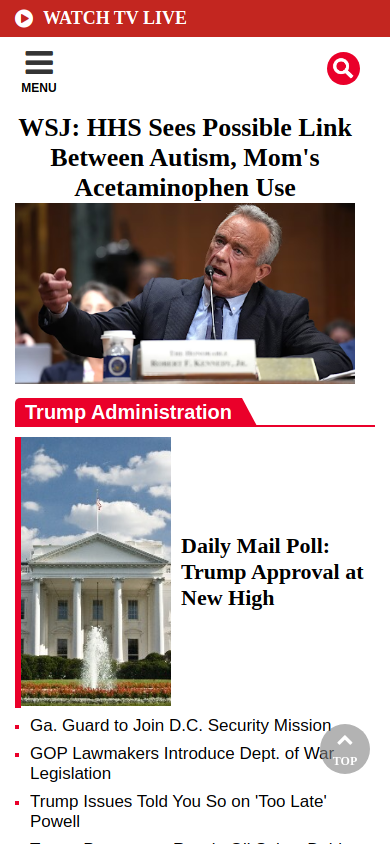 WATCH TV LIVE
MENU
WSJ: HHS Sees Possible Link
Between Autism, Mom's
Acetaminophen Use
THE HONORABLE
ROBERT F. KENNEDY, JR.
Trump Administration
Daily Mail Poll:
Trump Approval at
New High
Ga. Guard to Join D.C. Security Mission
GOP Lawmakers Introduce Dept. of War
Legislation
Trump Issues Told You So on 'Too Late'
Powell
TOP